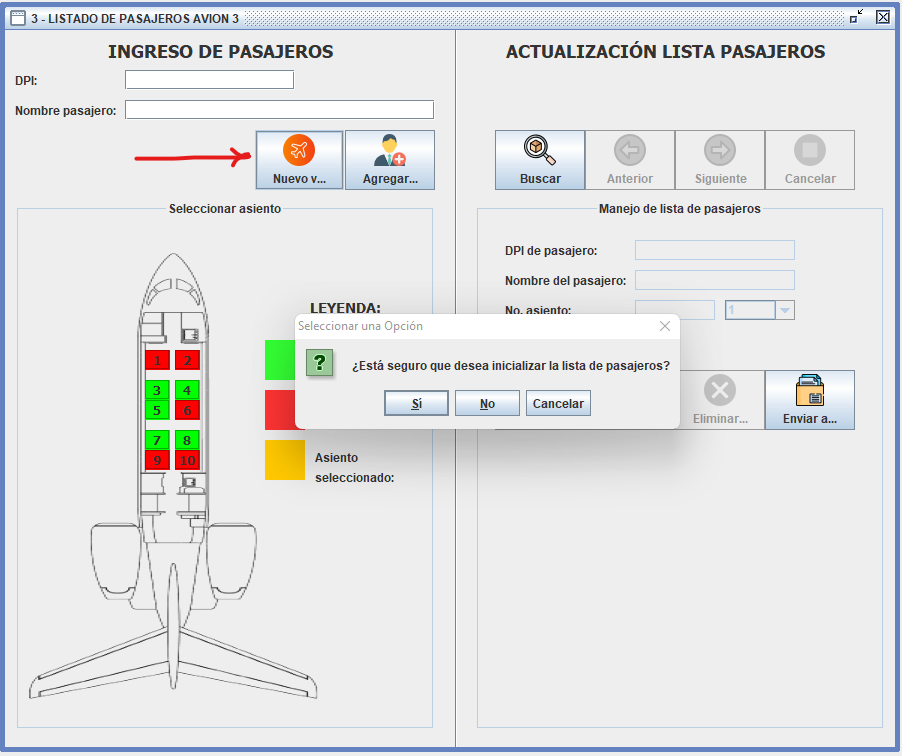 3 - LISTADO DE PASAJEROS AVION 3
INGRESO DE PASAJEROS
DPI:
Nombre pasajero:
Nuevo v...
Agregar...
Seleccionar asiento
1 2
3 4
5 6
7 8
9 10
LEYENDA:
Asiento
seleccionado:
ACTUALIZACIÓN LISTA PASAJEROS
Buscar
Anterior
Siguiente
Cancelar
Manejo de lista de pasajeros
DPI de pasajero:
Nombre del pasajero:
No. asiento:
1
Eliminar...
Enviar a...
Seleccionar una Opción
¿Está seguro que desea inicializar la lista de pasajeros?
Sí
No
Cancelar